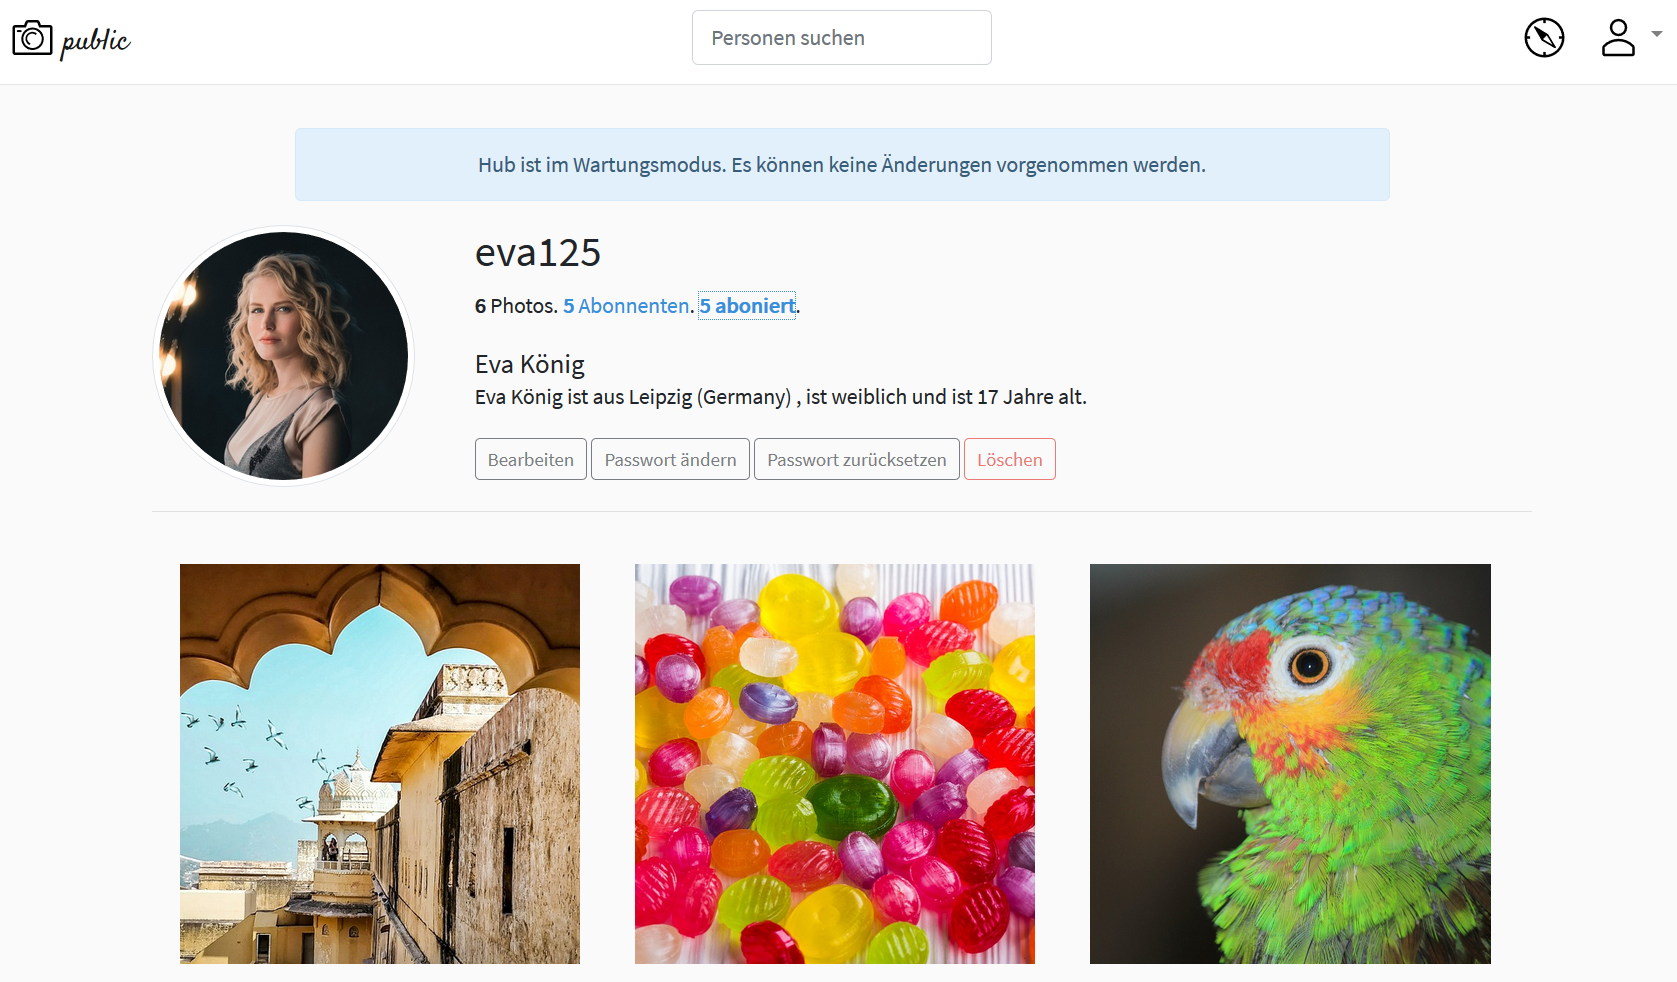 public
Personen suchen
Hub ist im Wartungsmodus. Es können keine Änderungen vorgenommen werden.
eva125
6 Photos. 5 Abonnenten. 5 aboniert.
Eva König
Eva König ist aus Leipzig (Germany) , ist weiblich und ist 17 Jahre alt.
Bearbeiten Passwort ändern Passwort zurücksetzen Löschen